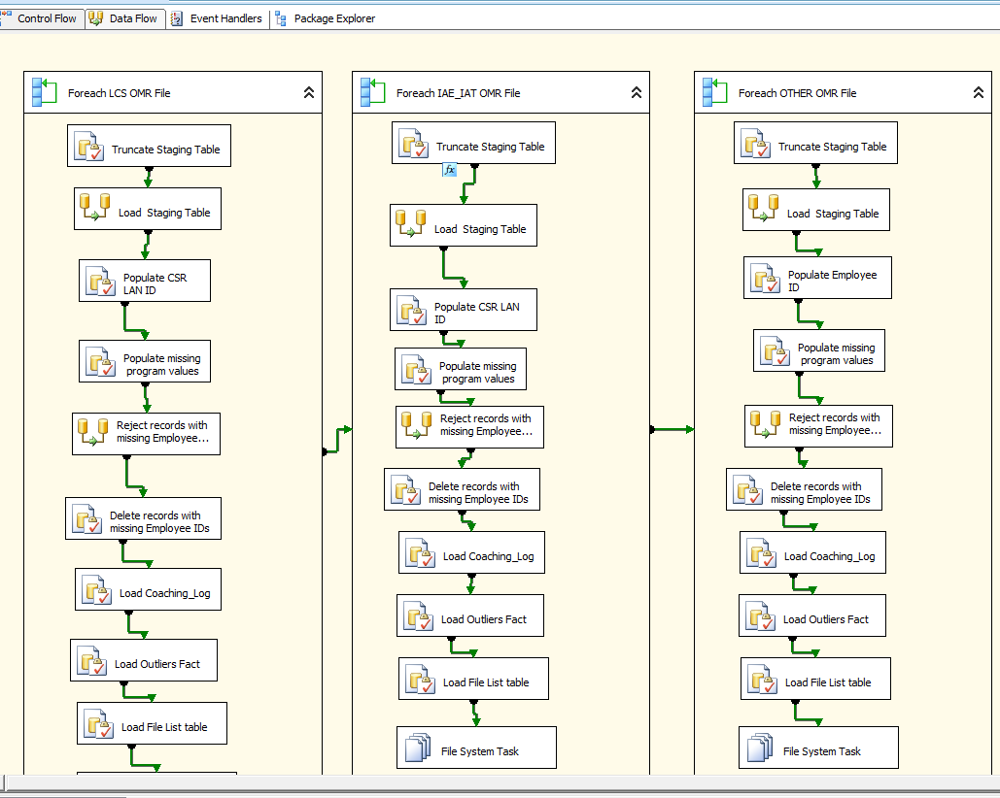 Control Flow
Data Flow
Event Handlers
Package Explorer
Foreach LCS OMR File
Truncate Staging Table
Load  Staging Table
Populate CSR
LAN ID
Populate missing
program values
Reject records with
missing Employee...
Delete records with
missing Employee IDs
Load Coaching_Log
Load Outliers Fact
Load File List table
Foreach IAE_IAT OMR File
Truncate Staging Table
fx
Load  Staging Table
Populate CSR LAN
ID
Populate missing
program values
Reject records with
missing Employee...
Delete records with
missing Employee IDs
Load Coaching_Log
Load Outliers Fact
Load File List table
File System Task
Foreach OTHER OMR File
Truncate Staging Table
Load  Staging Table
Populate Employee
ID
Populate missing
program values
Reject records with
missing Employee...
Delete records with
missing Employee IDs
Load Coaching_Log
Load Outliers Fact
Load File List table
File System Task